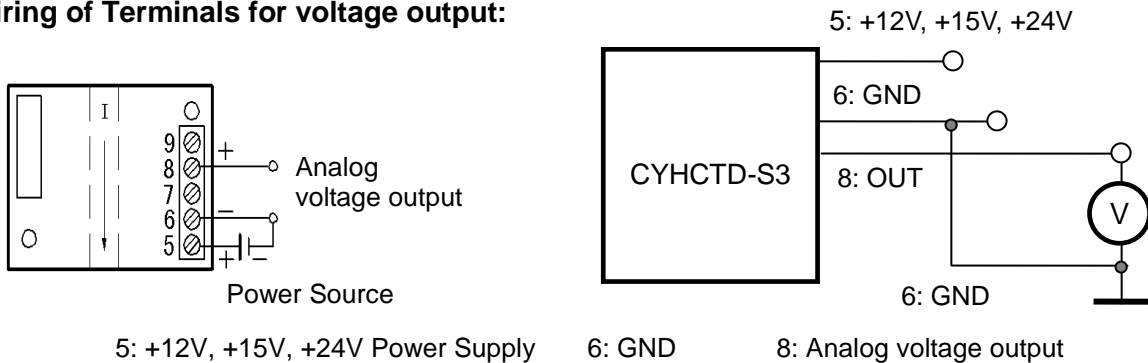 iring of Terminals for voltage output:
I
9
8
7
6
5
+
−
+ −
Analog
voltage output
Power Source
5: +12V, +15V, +24V
6: GND
CYHCTD-S3
8: OUT
V
6: GND
5: +12V, +15V, +24V Power Supply 6: GND 8: Analog voltage output